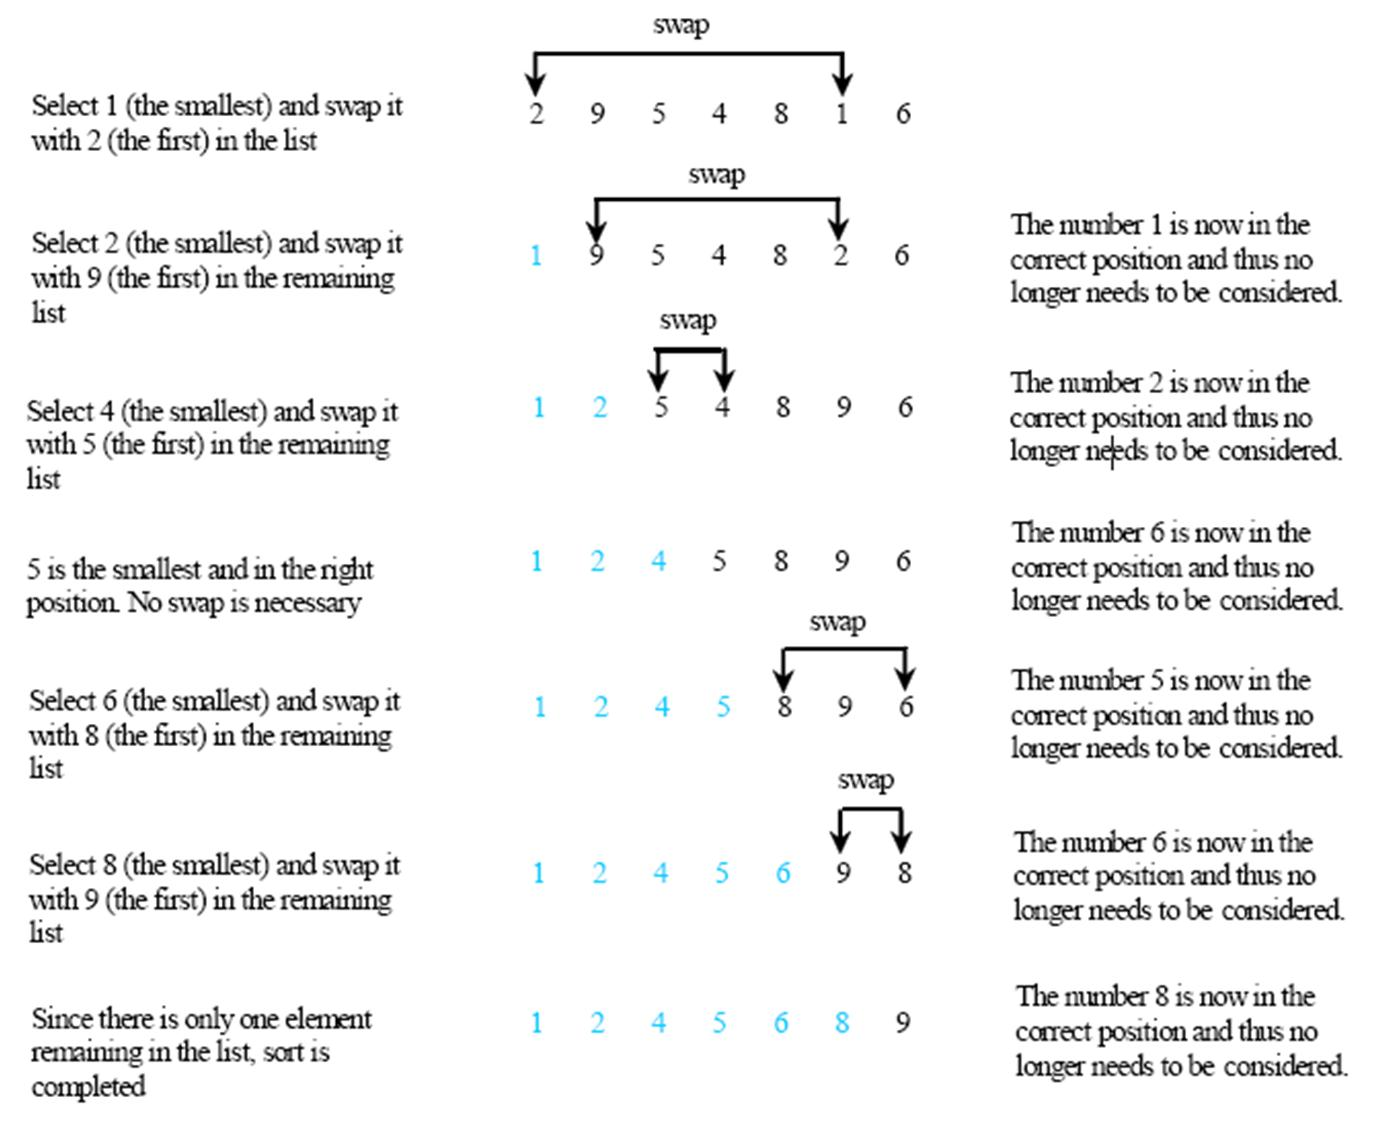 swap
Select 1 (the smallest) and swap it
with 2 (the first) in the list
2 9 5 4 8 1 6
swap
Select 2 (the smallest) and swap it
with 9 (the first) in the remaining
list
1 9 5 4 8 2 6
The number 1 is now in the
correct position and thus no
longer needs to be considered.
swap
Select 4 (the smallest) and swap it
with 5 (the first) in the remaining
list
1 2 5 4 8 9 6
The number 2 is now in the
correct position and thus no
longer needs to be considered.
5 is the smallest and in the right
position. No swap is necessary
1 2 4 5 8 9 6
The number 6 is now in the
correct position and thus no
longer needs to be considered.
swap
Select 6 (the smallest) and swap it
with 8 (the first) in the remaining
list
1 2 4 5 8 9 6
The number 5 is now in the
correct position and thus no
longer needs to be considered.
swap
Select 8 (the smallest) and swap it
with 9 (the first) in the remaining
list
1 2 4 5 6 9 8
The number 6 is now in the
correct position and thus no
longer needs to be considered.
Since there is only one element
remaining in the list, sort is
completed
1 2 4 5 6 8 9
The number 8 is now in the
correct position and thus no
longer needs to be considered.